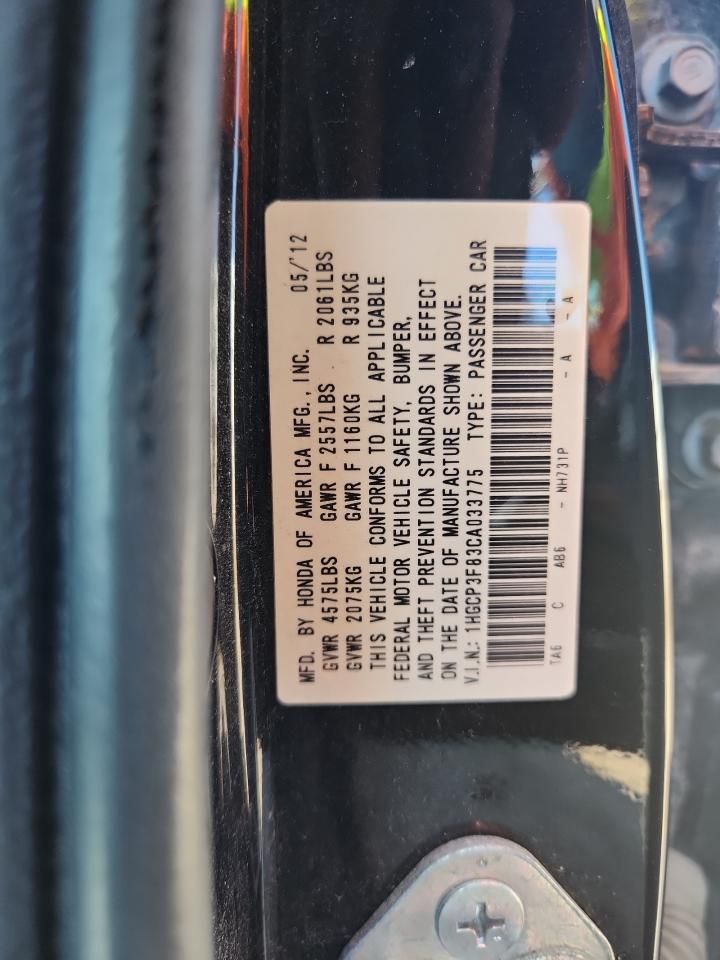 MFD. BY HONDA OF AMERICA MFG., INC. 05/'12
GVWR 4575LBS GAWR F 2557LBS R 2061LBS
GVWR 2075KG GAWR F 1160KG R 935KG
THIS VEHICLE CONFORMS TO ALL APPLICABLE
FEDERAL MOTOR VEHICLE SAFETY, BUMPER,
AND THEFT PREVENTION STANDARDS IN EFFECT
ON THE DATE OF MANUFACTURE SHOWN ABOVE.
V.I.N.: 1HGCP3F83CA033775 TYPE: PASSENGER CAR
TA6 C AB6 - NH731P - A - A